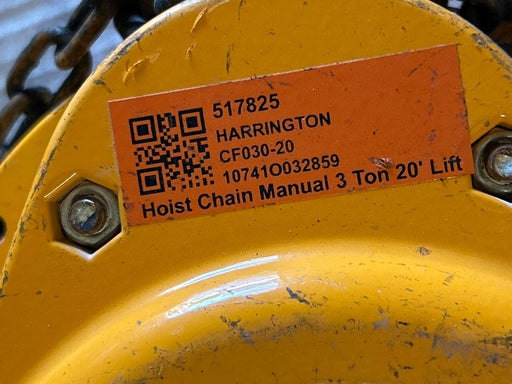 517825
HARRINGTON
CF030-20
10741O032859
Hoist Chain Manual 3 Ton 20' Lift